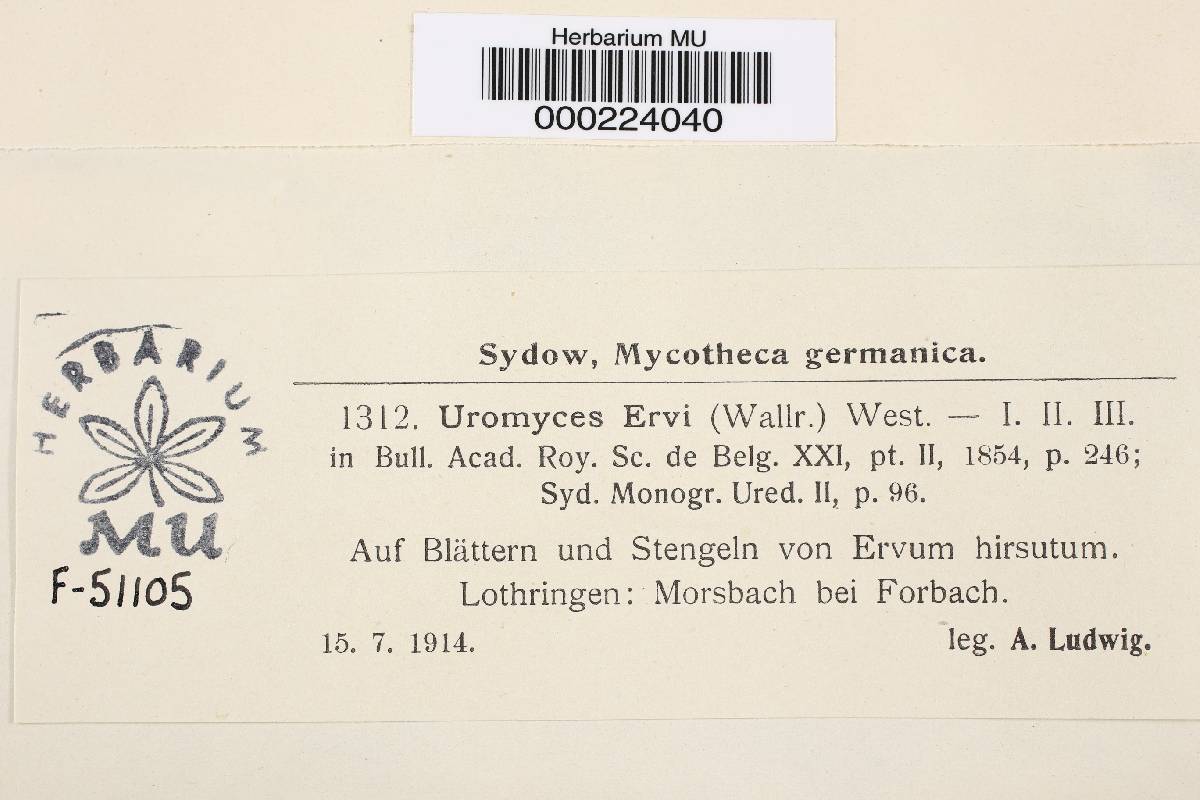 Herbarium MU
000224040
HERBARIUM
MU
F-51105
Sydow, Mycotheca germanica.
1312. Uromyces Ervi (Wallr.) West. — I. II. III.
in Bull. Acad. Roy. Sc. de Belg. XXI, pt. II, 1854, p. 246;
Syd. Monogr. Ured. II, p. 96.
Auf Blättern und Stengeln von Ervum hirsutum.
Lothringen: Morsbach bei Forbach.
15. 7. 1914. leg. A. Ludwig.